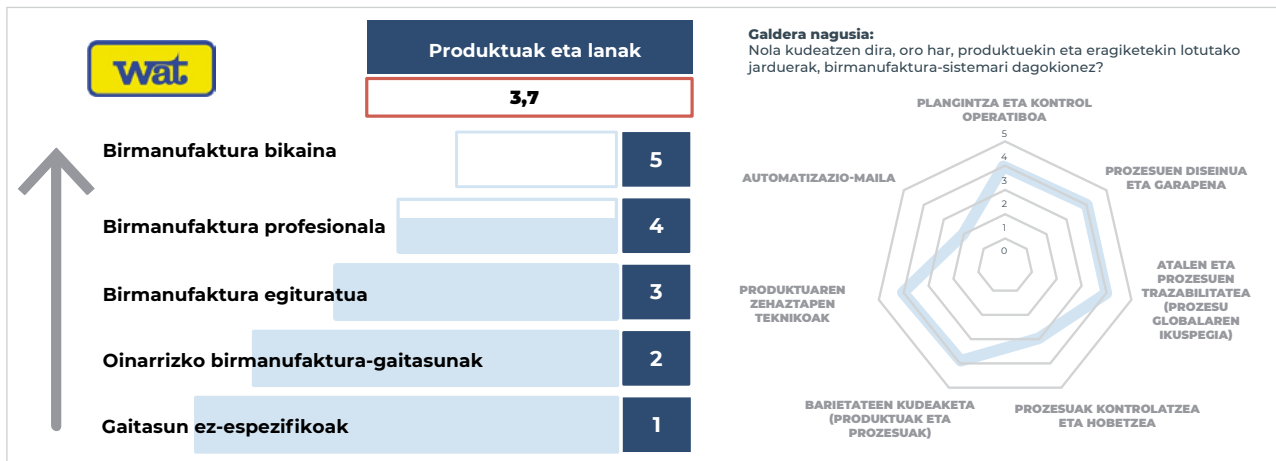 wat
Produktuak eta lanak
3,7
Birmanufaktura bikaina
5
Birmanufaktura profesionala
4
Birmanufaktura egituratua
3
Oinarrizko birmanufaktura-gaitasunak
2
Gaitasun ez-espezifikoak
1
Galdera nagusia:
Nola kudeatzen dira, oro har, produktuekin eta eragiketekin lotutako
jarduerak, birmanufaktura-sistemari dagokionez?
PLANGINTZA ETA KONTROL
OPERATIBOA
5
4
3
2
1
0
AUTOMATIZAZIO-MAILA
PROZESUEN DISEINUA
ETA GARAPENA
PRODUKTUAREN
ZEHAZTAPEN
TEKNIKOAK
ATALEN ETA
PROZESUEN
TRAZABILITATEA
(PROZESU
GLOBALAREN
IKUSPEGIA)
BARIETATEEN KUDEAKETA
(PRODUKTUAK ETA
PROZESUAK)
PROZESUAK KONTROLATZEA
ETA HOBETZEA